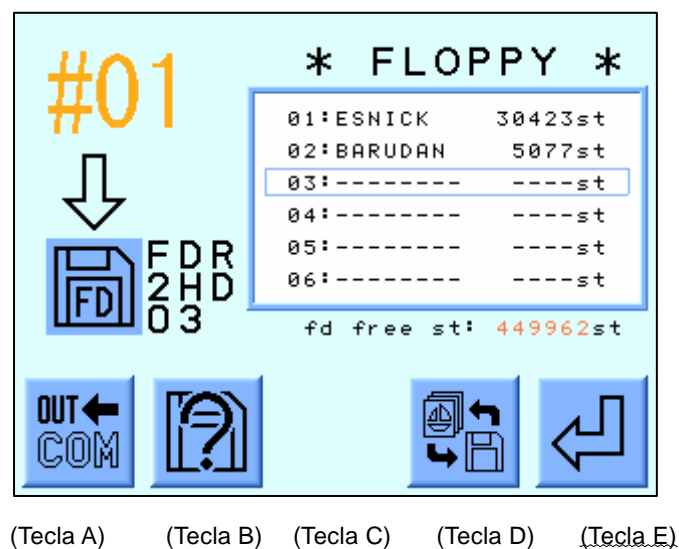 #01
* FLOPPY *
01:ESNICK 30423st
02:BARUDAN 5077st
03:-------- ----st
04:-------- ----st
05:-------- ----st
06:-------- ----st
FDR
2HD
03
FD
fd free st: 449962st
OUT
COM
?
(Tecla A) (Tecla B) (Tecla C) (Tecla D) (Tecla E)